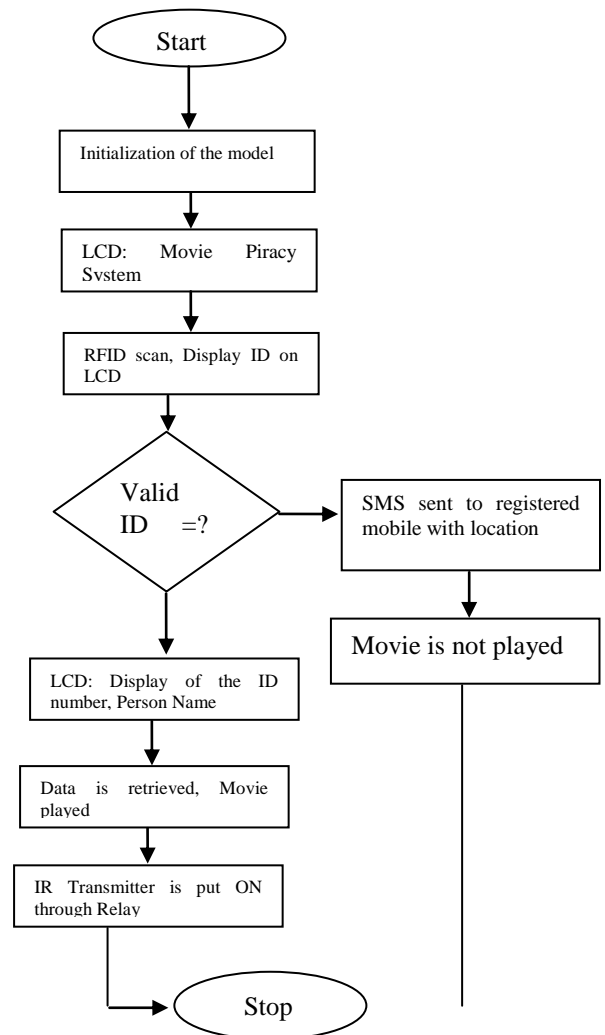 Start
Initialization of the model
LCD: Movie Piracy
System
RFID scan, Display ID on
LCD
Valid
ID =?
SMS sent to registered
mobile with location
Movie is not played
LCD: Display of the ID
number, Person Name
Data is retrieved, Movie
played
IR Transmitter is put ON
through Relay
Stop